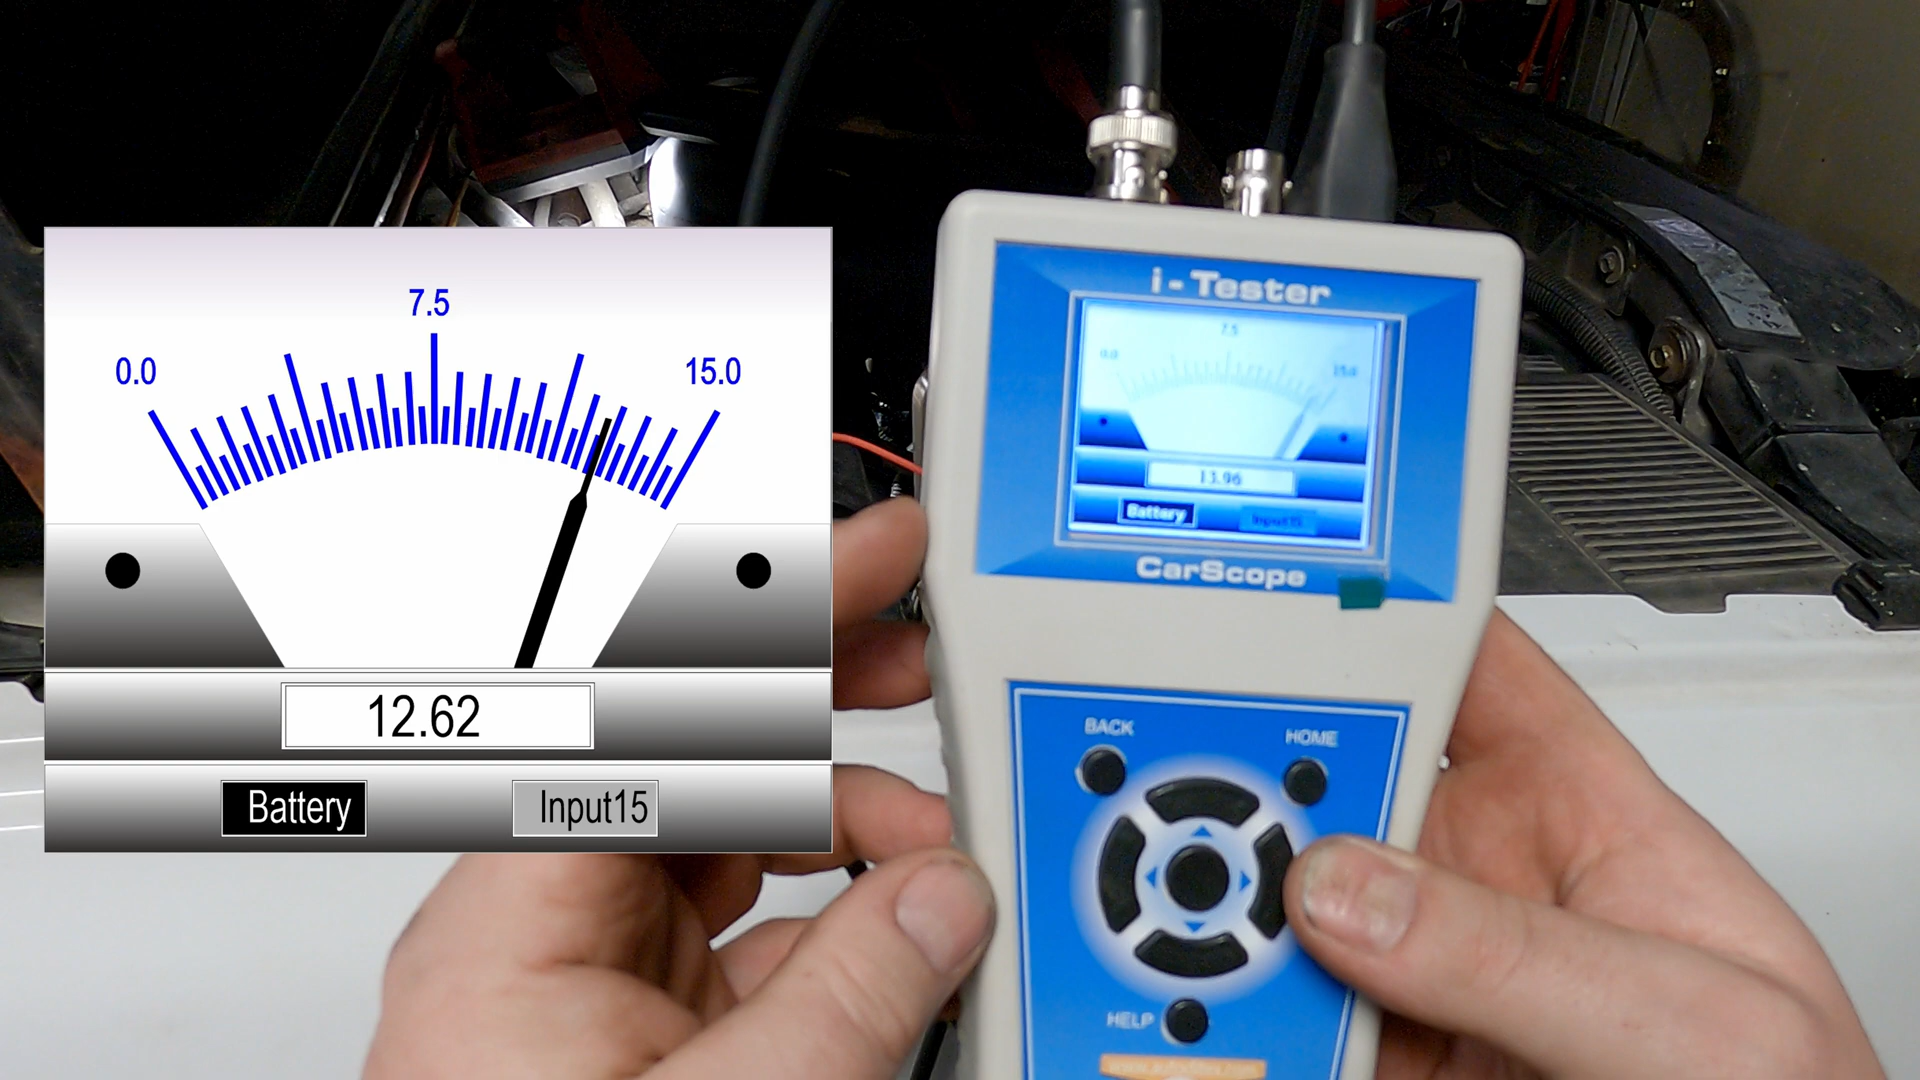 7.5
0.0
15.0
12.62
Battery
Input15
i-Tester
7.5
0.0
15.0
13.96
Battery
Input15
CarScope
BACK
HOME
HELP